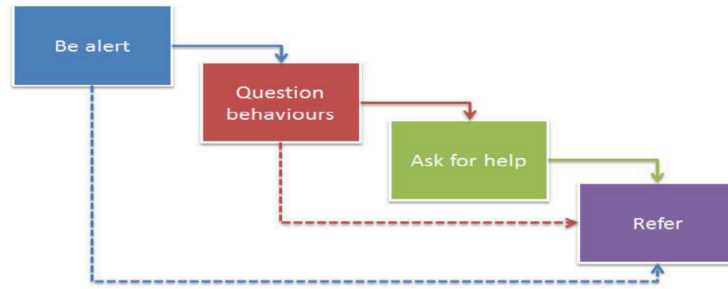 Be alert
Question
behaviours
Ask for help
Refer